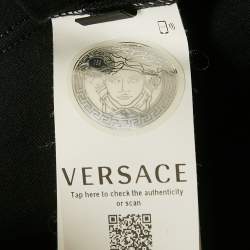 VERSACE
Tap here to check the authenticity
or scan